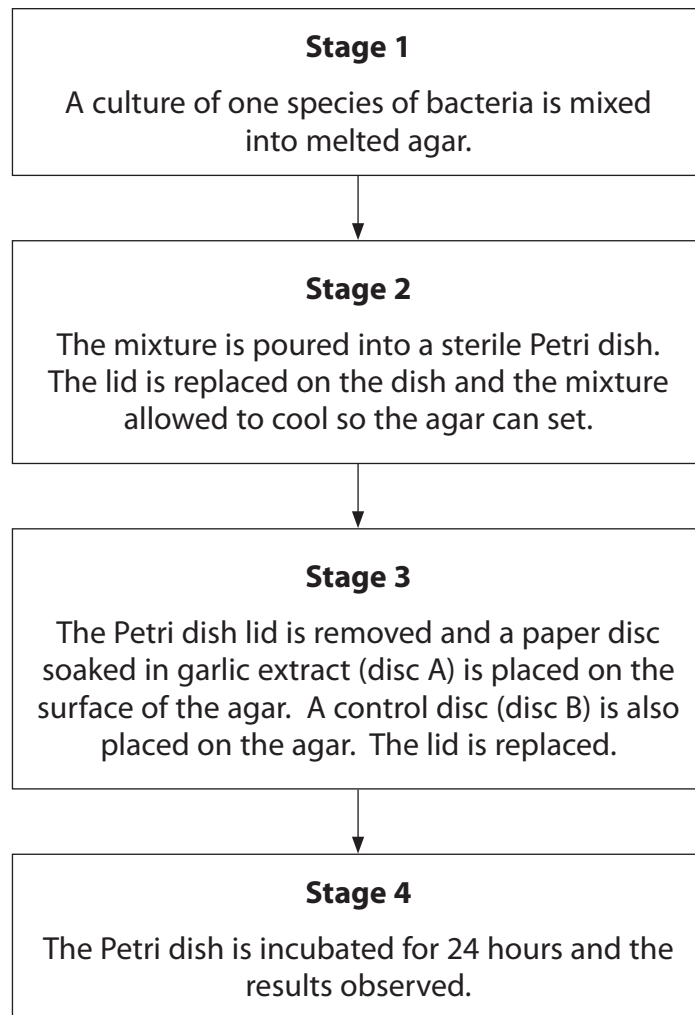 Stage 1
A culture of one species of bacteria is mixed
into melted agar.
Stage 2
The mixture is poured into a sterile Petri dish.
The lid is replaced on the dish and the mixture
allowed to cool so the agar can set.
Stage 3
The Petri dish lid is removed and a paper disc
soaked in garlic extract (disc A) is placed on the
surface of the agar. A control disc (disc B) is also
placed on the agar. The lid is replaced.
Stage 4
The Petri dish is incubated for 24 hours and the
results observed.